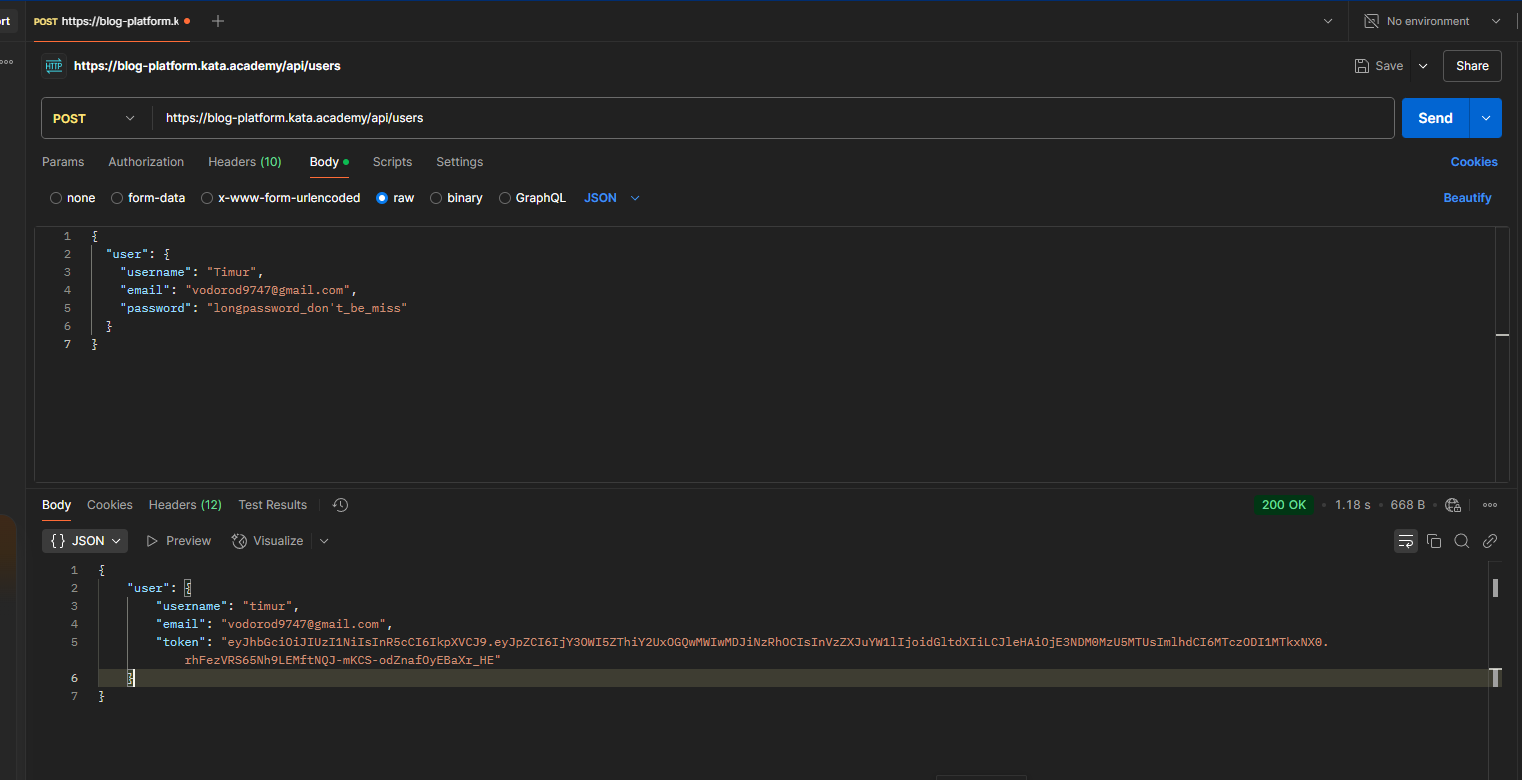 rt
POST https://blog-platform.k
No environment
HTTP https://blog-platform.kata.academy/api/users
Save
Share
POST
https://blog-platform.kata.academy/api/users
Send
Params
Authorization
Headers (10)
Body
Scripts
Settings
Cookies
none
form-data
x-www-form-urlencoded
raw
binary
GraphQL
JSON
Beautify
1 {
2 "user": {
3 "username": "Timur",
4 "email": "vodorod9747@gmail.com",
5 "password": "longpassword_don't_be_miss"
6 }
7 }
Body
Cookies
Headers (12)
Test Results
200 OK
1.18 s
668 B
{} JSON
Preview
Visualize
1 {
2 "user": {
3 "username": "timur",
4 "email": "vodorod9747@gmail.com",
5 "token": "eyJhbGciOiJIUzI1NiIsInR5cCI6IkpXVCJ9.eyJpZCI6IjY3OWI5ZThiY2UxOGQwMWIwMDJiNzRhOCIsInVzZXJuYW1lIjoidGltdXIiLCJleHAiOjE3NDM0MzU5MTUsImlhdCI6MTczODI1MTkxNX0.
rhFezVRS65Nh9LEMftNQJ-mKCS-odZnafOyEBaXr_HE"
6 }
7 }